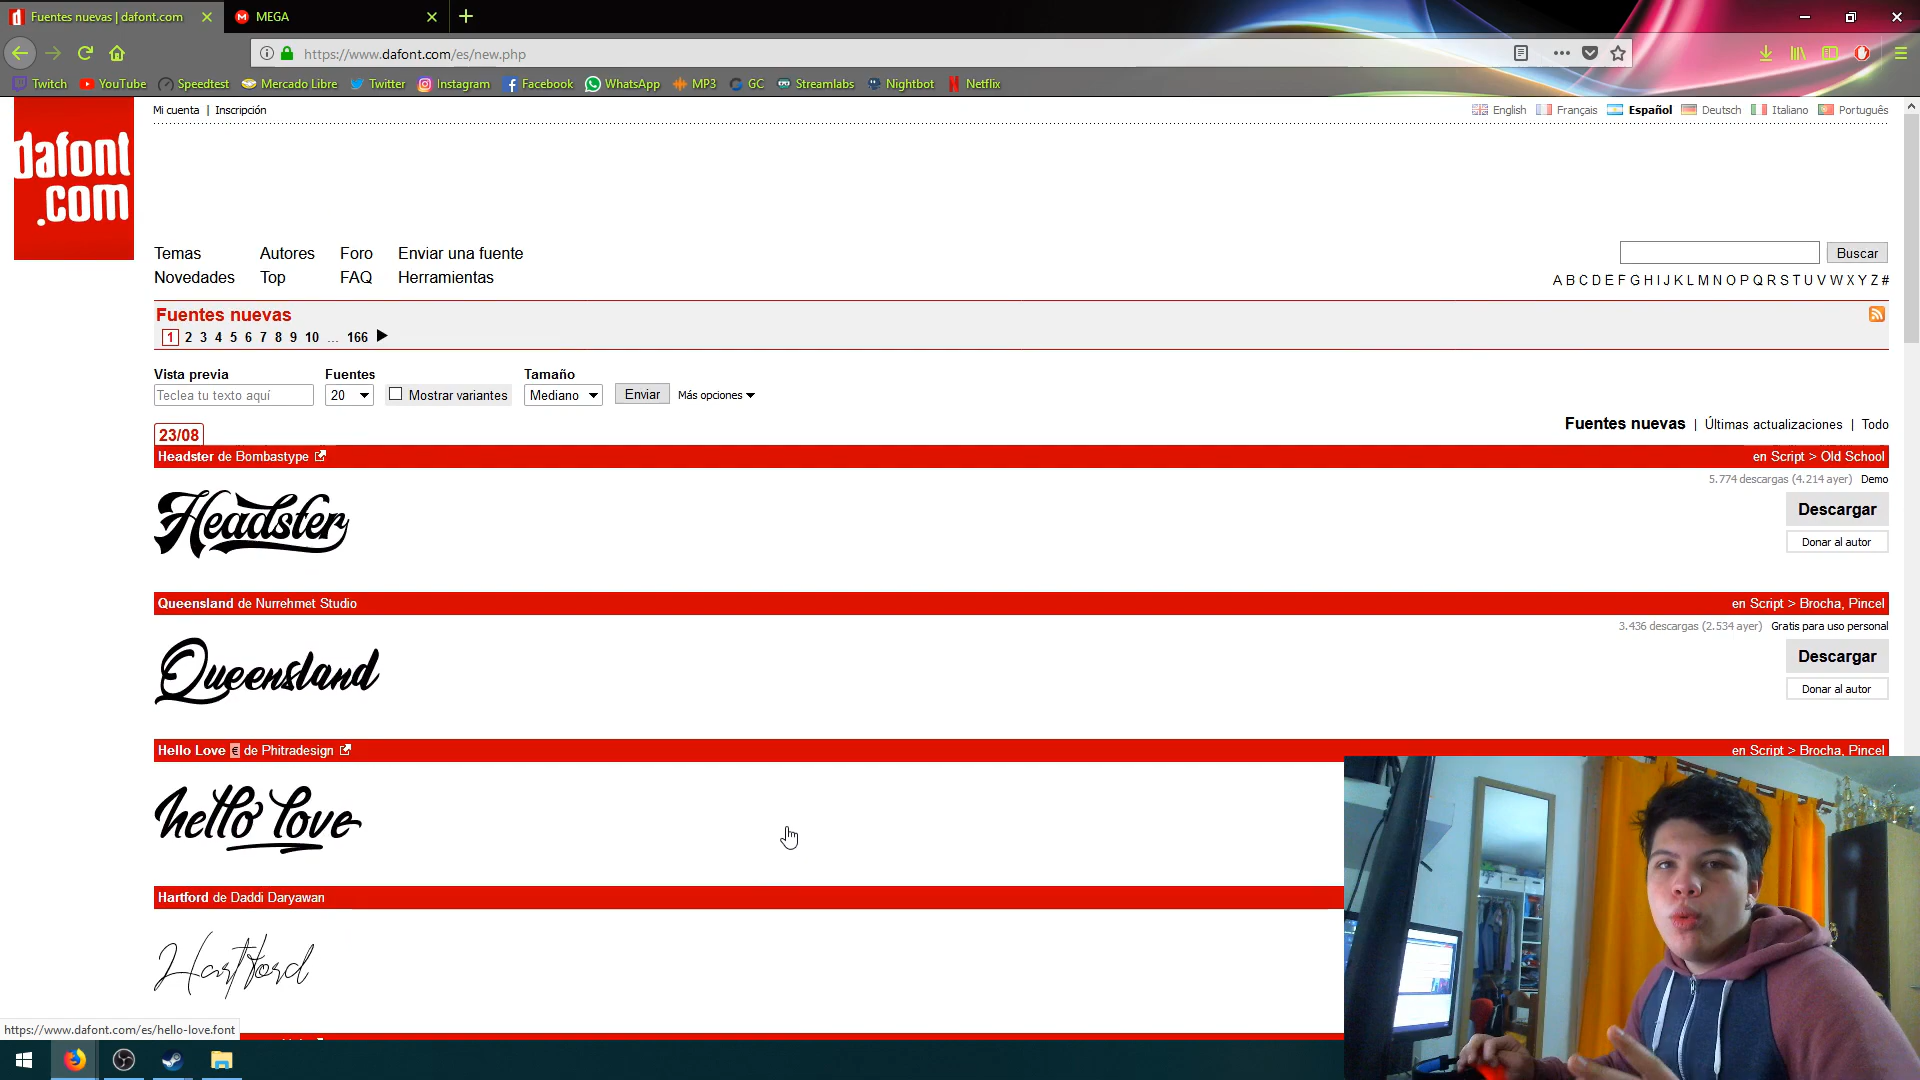 Fuentes nuevas | dafont.com
MEGA
https://www.dafont.com/es/new.php
Twitch
YouTube
Speedtest
Mercado Libre
Twitter
Instagram
Facebook
WhatsApp
MP3
GC
Streamlabs
Nightbot
Netflix
dafont
.com
Mi cuenta | Inscripción
English
Français
Español
Deutsch
Italiano
Português
Temas
Autores
Foro
Enviar una fuente
Novedades
Top
FAQ
Herramientas
Buscar
A B C D E F G H I J K L M N O P Q R S T U V W X Y Z #
Fuentes nuevas
1 2 3 4 5 6 7 8 9 10 ... 166
Vista previa
Fuentes
Tamaño
Teclea tu texto aquí
20
Mostrar variantes
Mediano
Enviar
Más opciones
23/08
Fuentes nuevas | Últimas actualizaciones | Todo
Headster de Bombastype
en Script > Old School
5.774 descargas (4.214 ayer) Demo
Headster
Descargar
Donar al autor
Queensland de Nurrehmet Studio
en Script > Brocha, Pincel
3.436 descargas (2.534 ayer) Gratis para uso personal
Queensland
Descargar
Donar al autor
Hello Love € de Phitradesign
en Script > Brocha, Pincel
hello love
Hartford de Daddi Daryawan
Hartford
https://www.dafont.com/es/hello-love.font